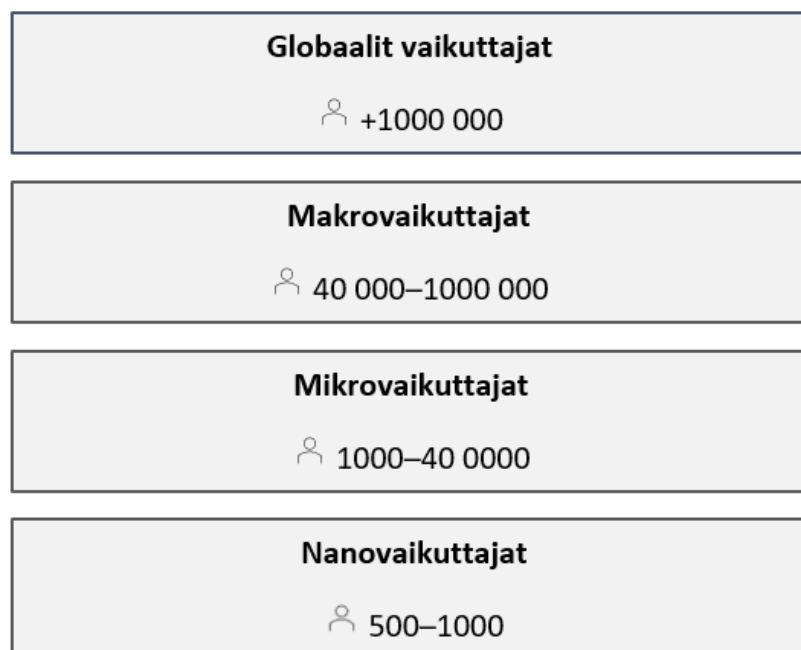 Globaalit vaikuttajat
+1000 000
Makrovaikuttajat
40 000–1000 000
Mikrovaikuttajat
1000–40 0000
Nanovaikuttajat
500–1000